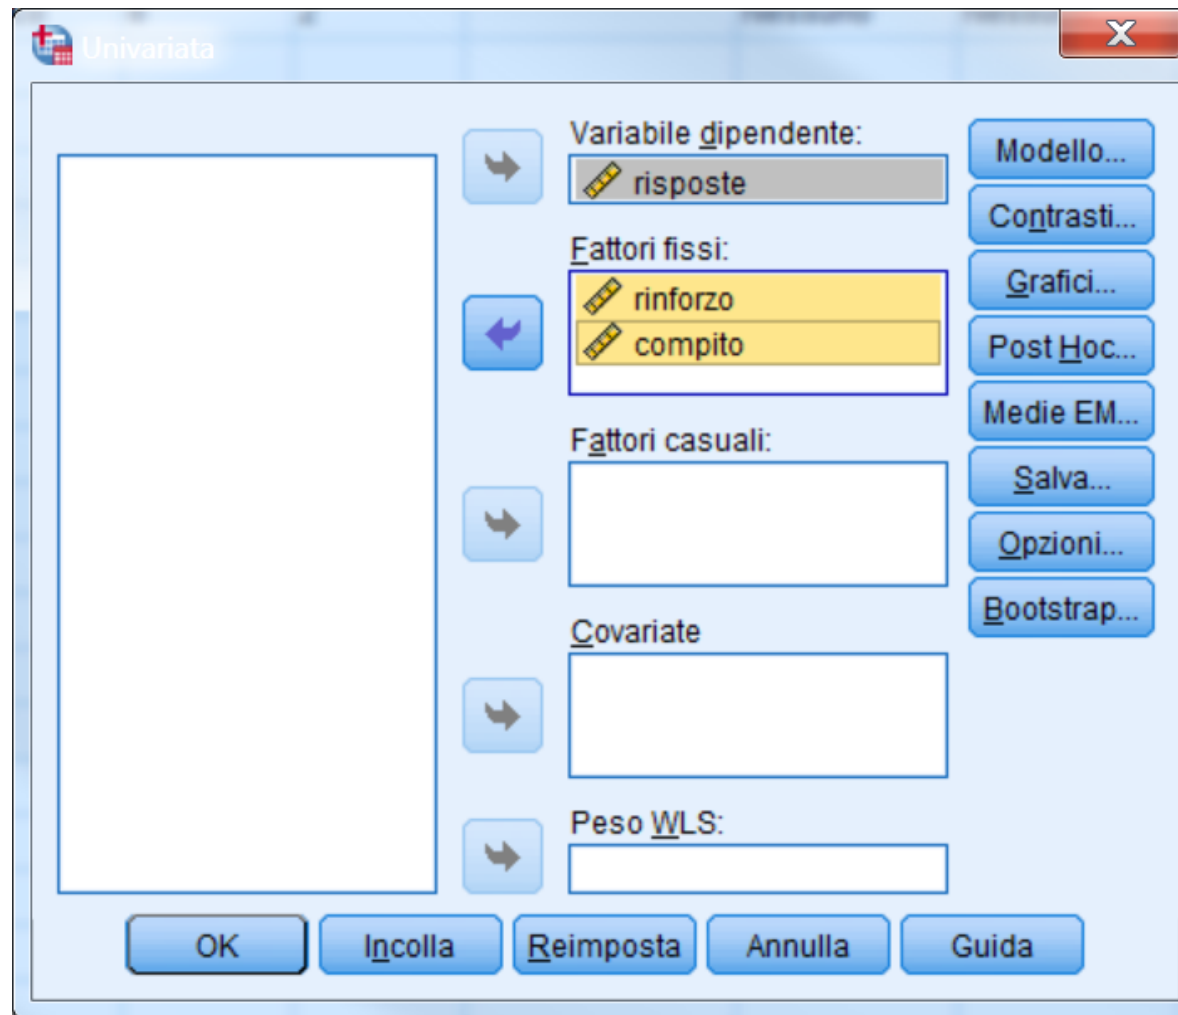 Univariata
Variabile dipendente:
risposte
Fattori fissi:
rinforzo
compito
Fattori casuali:
Covariate
Peso WLS:
Modello...
Contrasti...
Grafici...
Post Hoc...
Medie EM...
Salva...
Opzioni...
Bootstrap...
OK
Incolla
Reimposta
Annulla
Guida